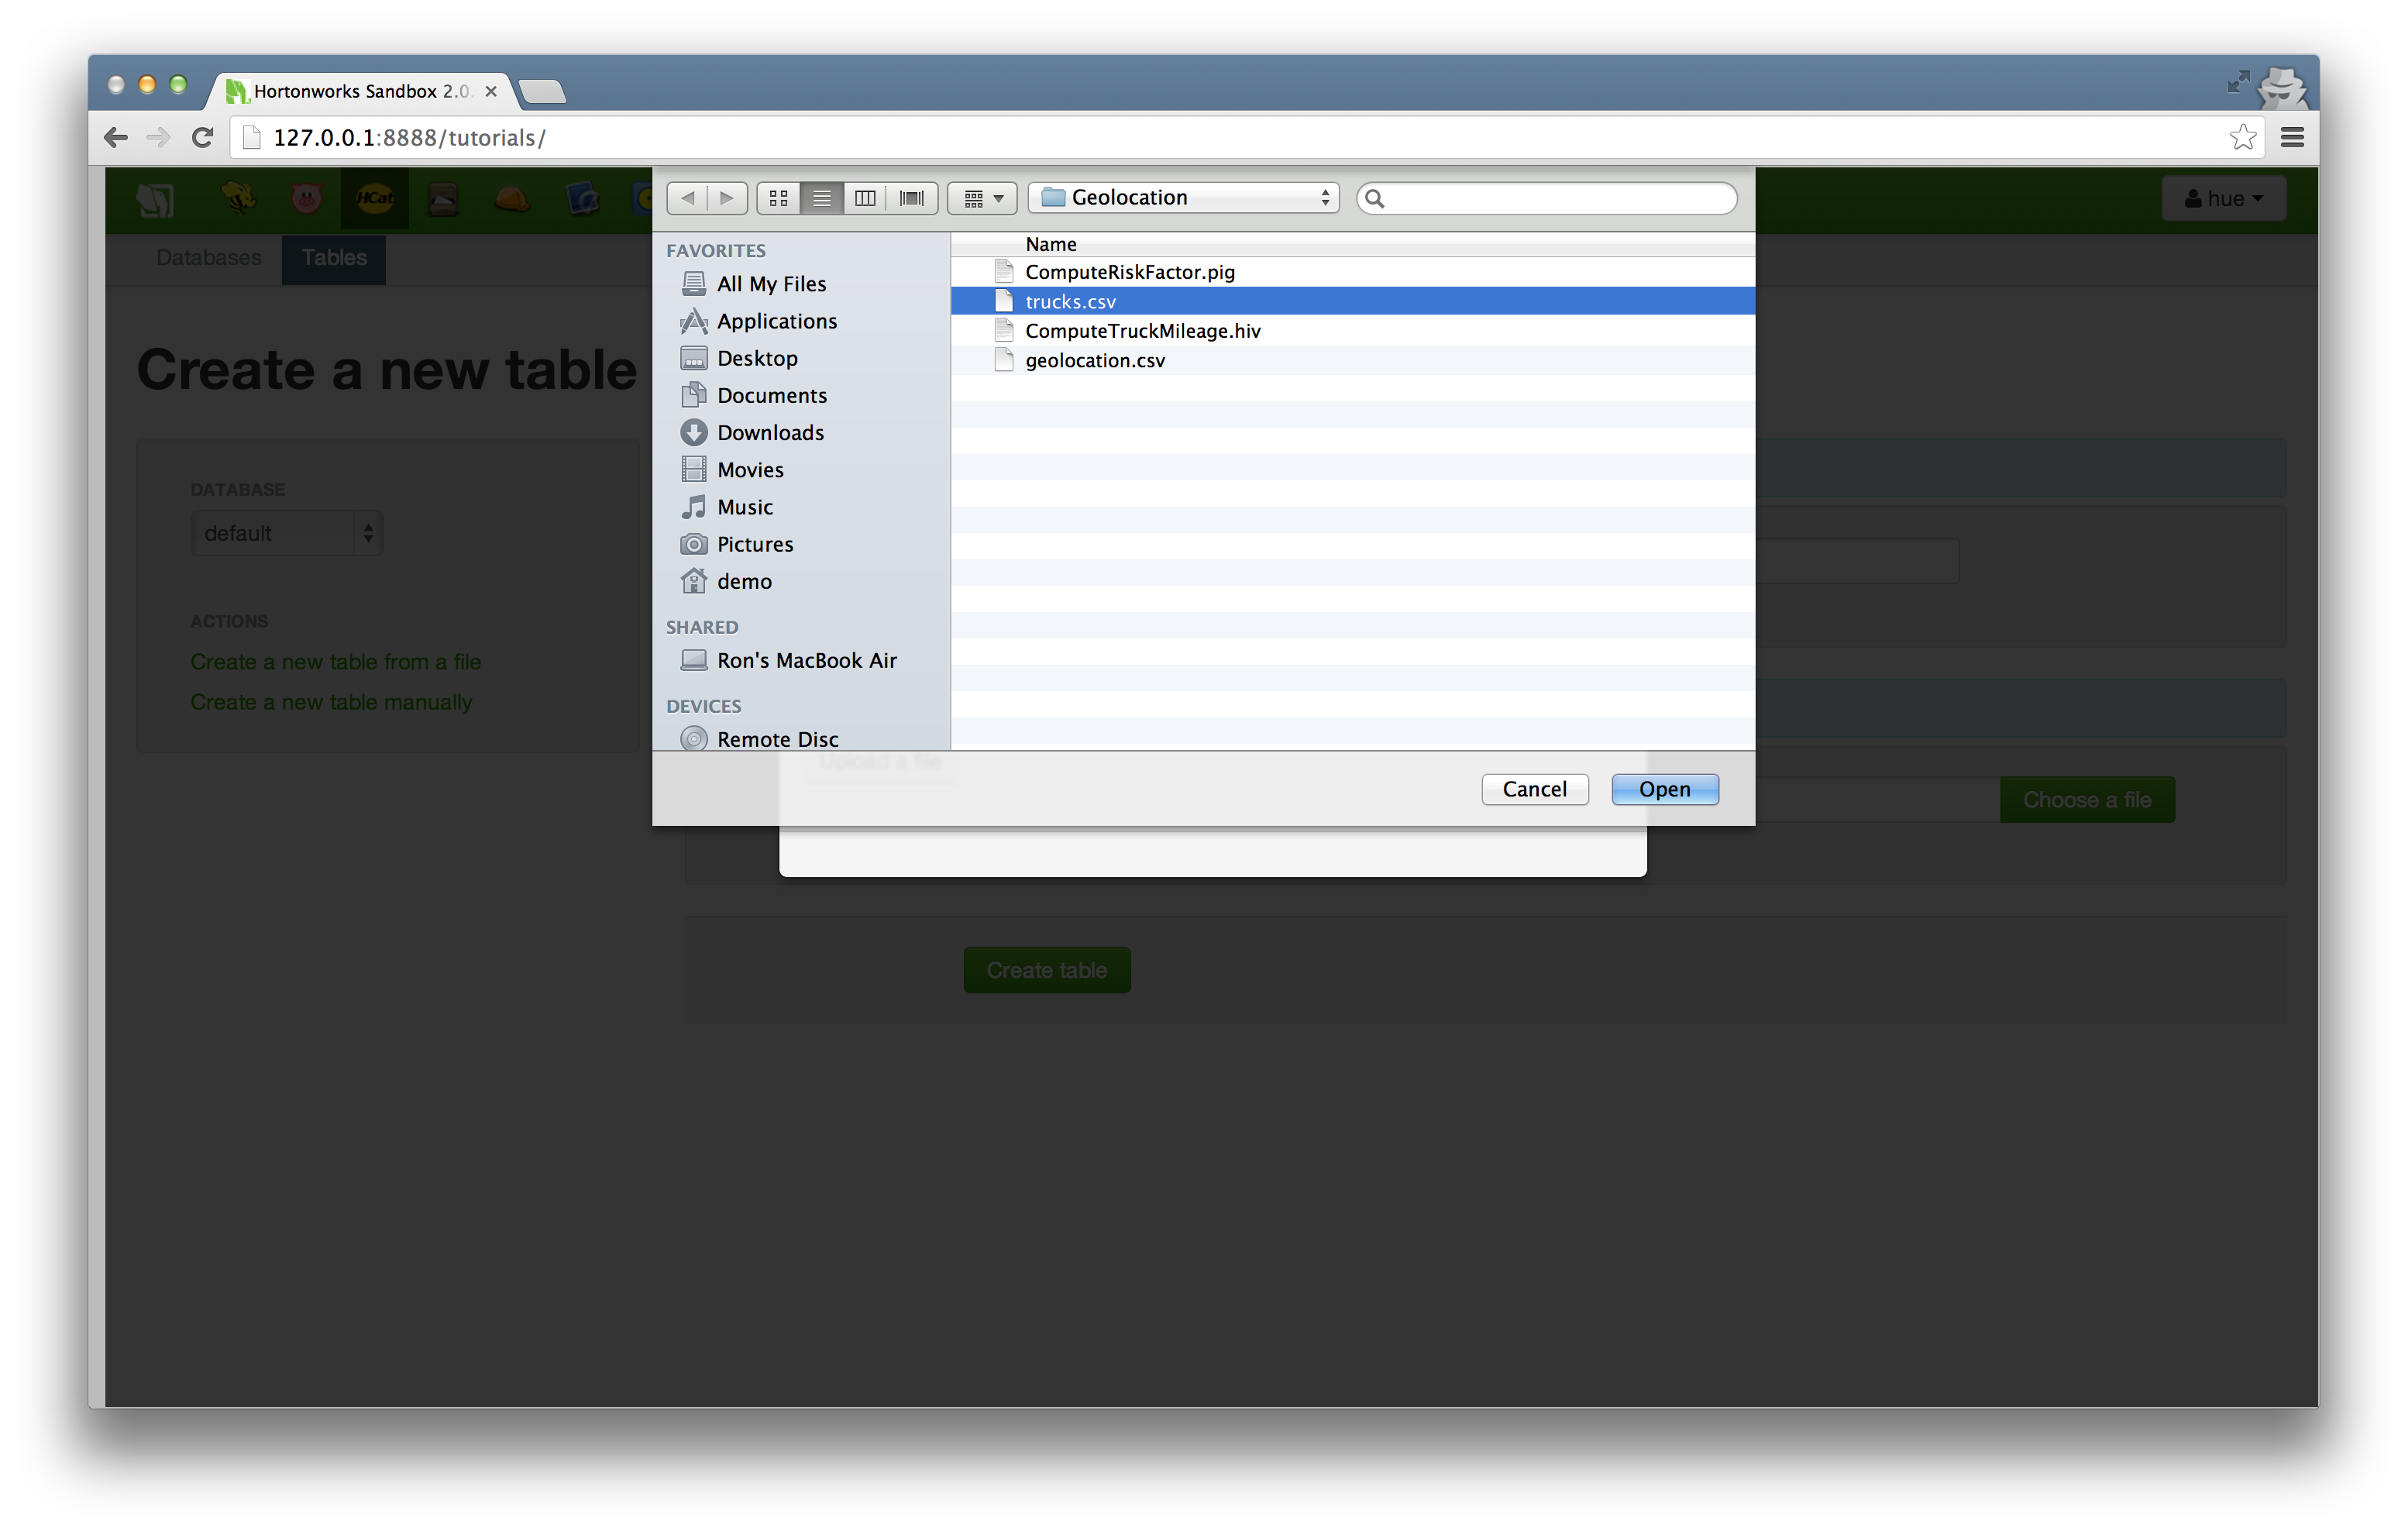 Hortonworks Sandbox 2.0.
127.0.0.1:8888/tutorials/
HCat
hue
Databases
Tables
Geolocation
FAVORITES
All My Files
Applications
Desktop
Documents
Downloads
Movies
Music
Pictures
demo
SHARED
Ron's MacBook Air
DEVICES
Remote Disc
Name
ComputeRiskFactor.pig
trucks.csv
ComputeTruckMileage.hiv
geolocation.csv
Cancel
Open
Create a new table
DATABASE
default
ACTIONS
Create a new table from a file
Create a new table manually
Upload a file
Choose a file
Create table